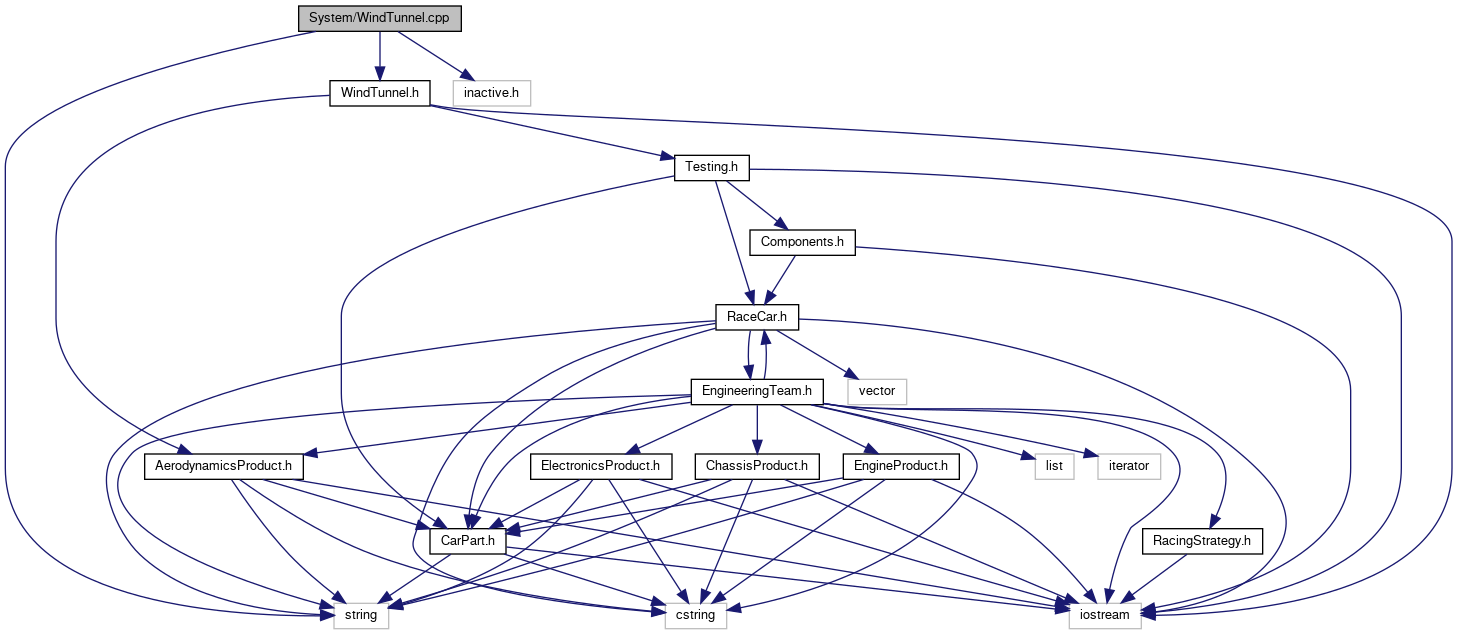 System/WindTunnel.cpp
WindTunnel.h
inactive.h
Testing.h
Components.h
RaceCar.h
EngineeringTeam.h
vector
AerodynamicsProduct.h
ElectronicsProduct.h
ChassisProduct.h
EngineProduct.h
list
iterator
CarPart.h
RacingStrategy.h
string
cstring
iostream